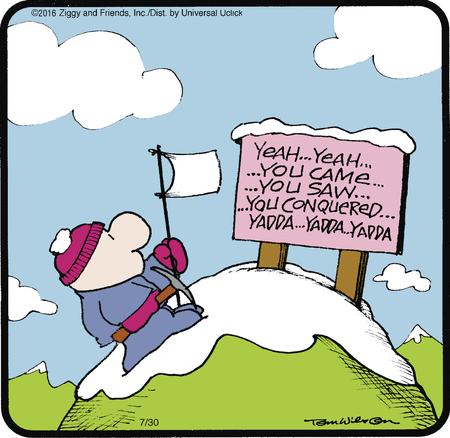 ©2016 Ziggy and Friends, Inc./Dist. by Universal Uclick
YEAH...YEAH...
...YOU CAME...
...YOU SAW...
...YOU CONQUERED...
YADDA...YADDA..YADDA
7/30
Tom Wilson